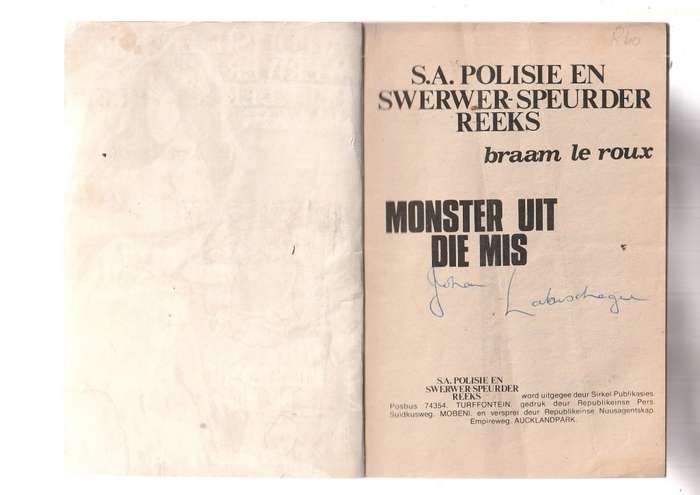 R40
S.A. POLISIE EN
SWERWER-SPEURDER
REEKS
braam le roux
MONSTER UIT
DIE MIS
Johan Labuschagne
S.A. POLISIE EN
SWERWER-SPEURDER
REEKS word uitgegee deur Sirkel Publikasies
Posbus 74354, TURFFONTEIN, gedruk deur Republikeinse Pers.
Suidkusweg, MOBENI, en versprei deur Republikeinse Nuusagentskap
Empireweg, AUCKLANDPARK.